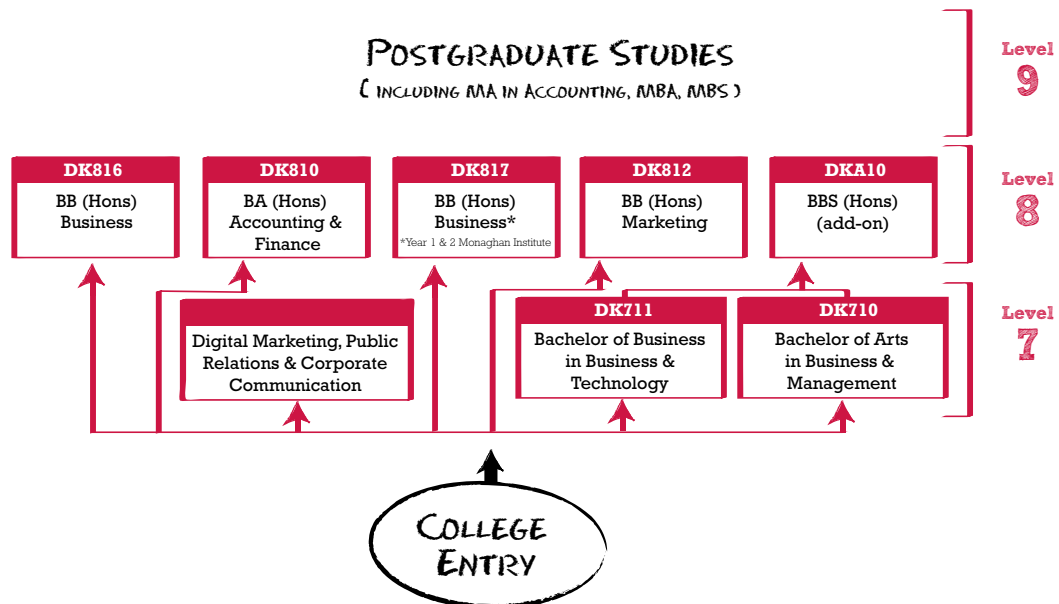 POSTGRADUATE STUDIES
( INCLUDING MA IN ACCOUNTING, MBA, MBS )
Level
9
DK816
BB (Hons)
Business
DK810
BA (Hons)
Accounting &
Finance
DK817
BB (Hons)
Business*
*Year 1 & 2 Monaghan Institute
DK812
BB (Hons)
Marketing
DKA10
BBS (Hons)
(add-on)
Level
8
Digital Marketing, Public
Relations & Corporate
Communication
DK711
Bachelor of Business
in Business &
Technology
DK710
Bachelor of Arts
in Business &
Management
Level
7
COLLEGE
ENTRY